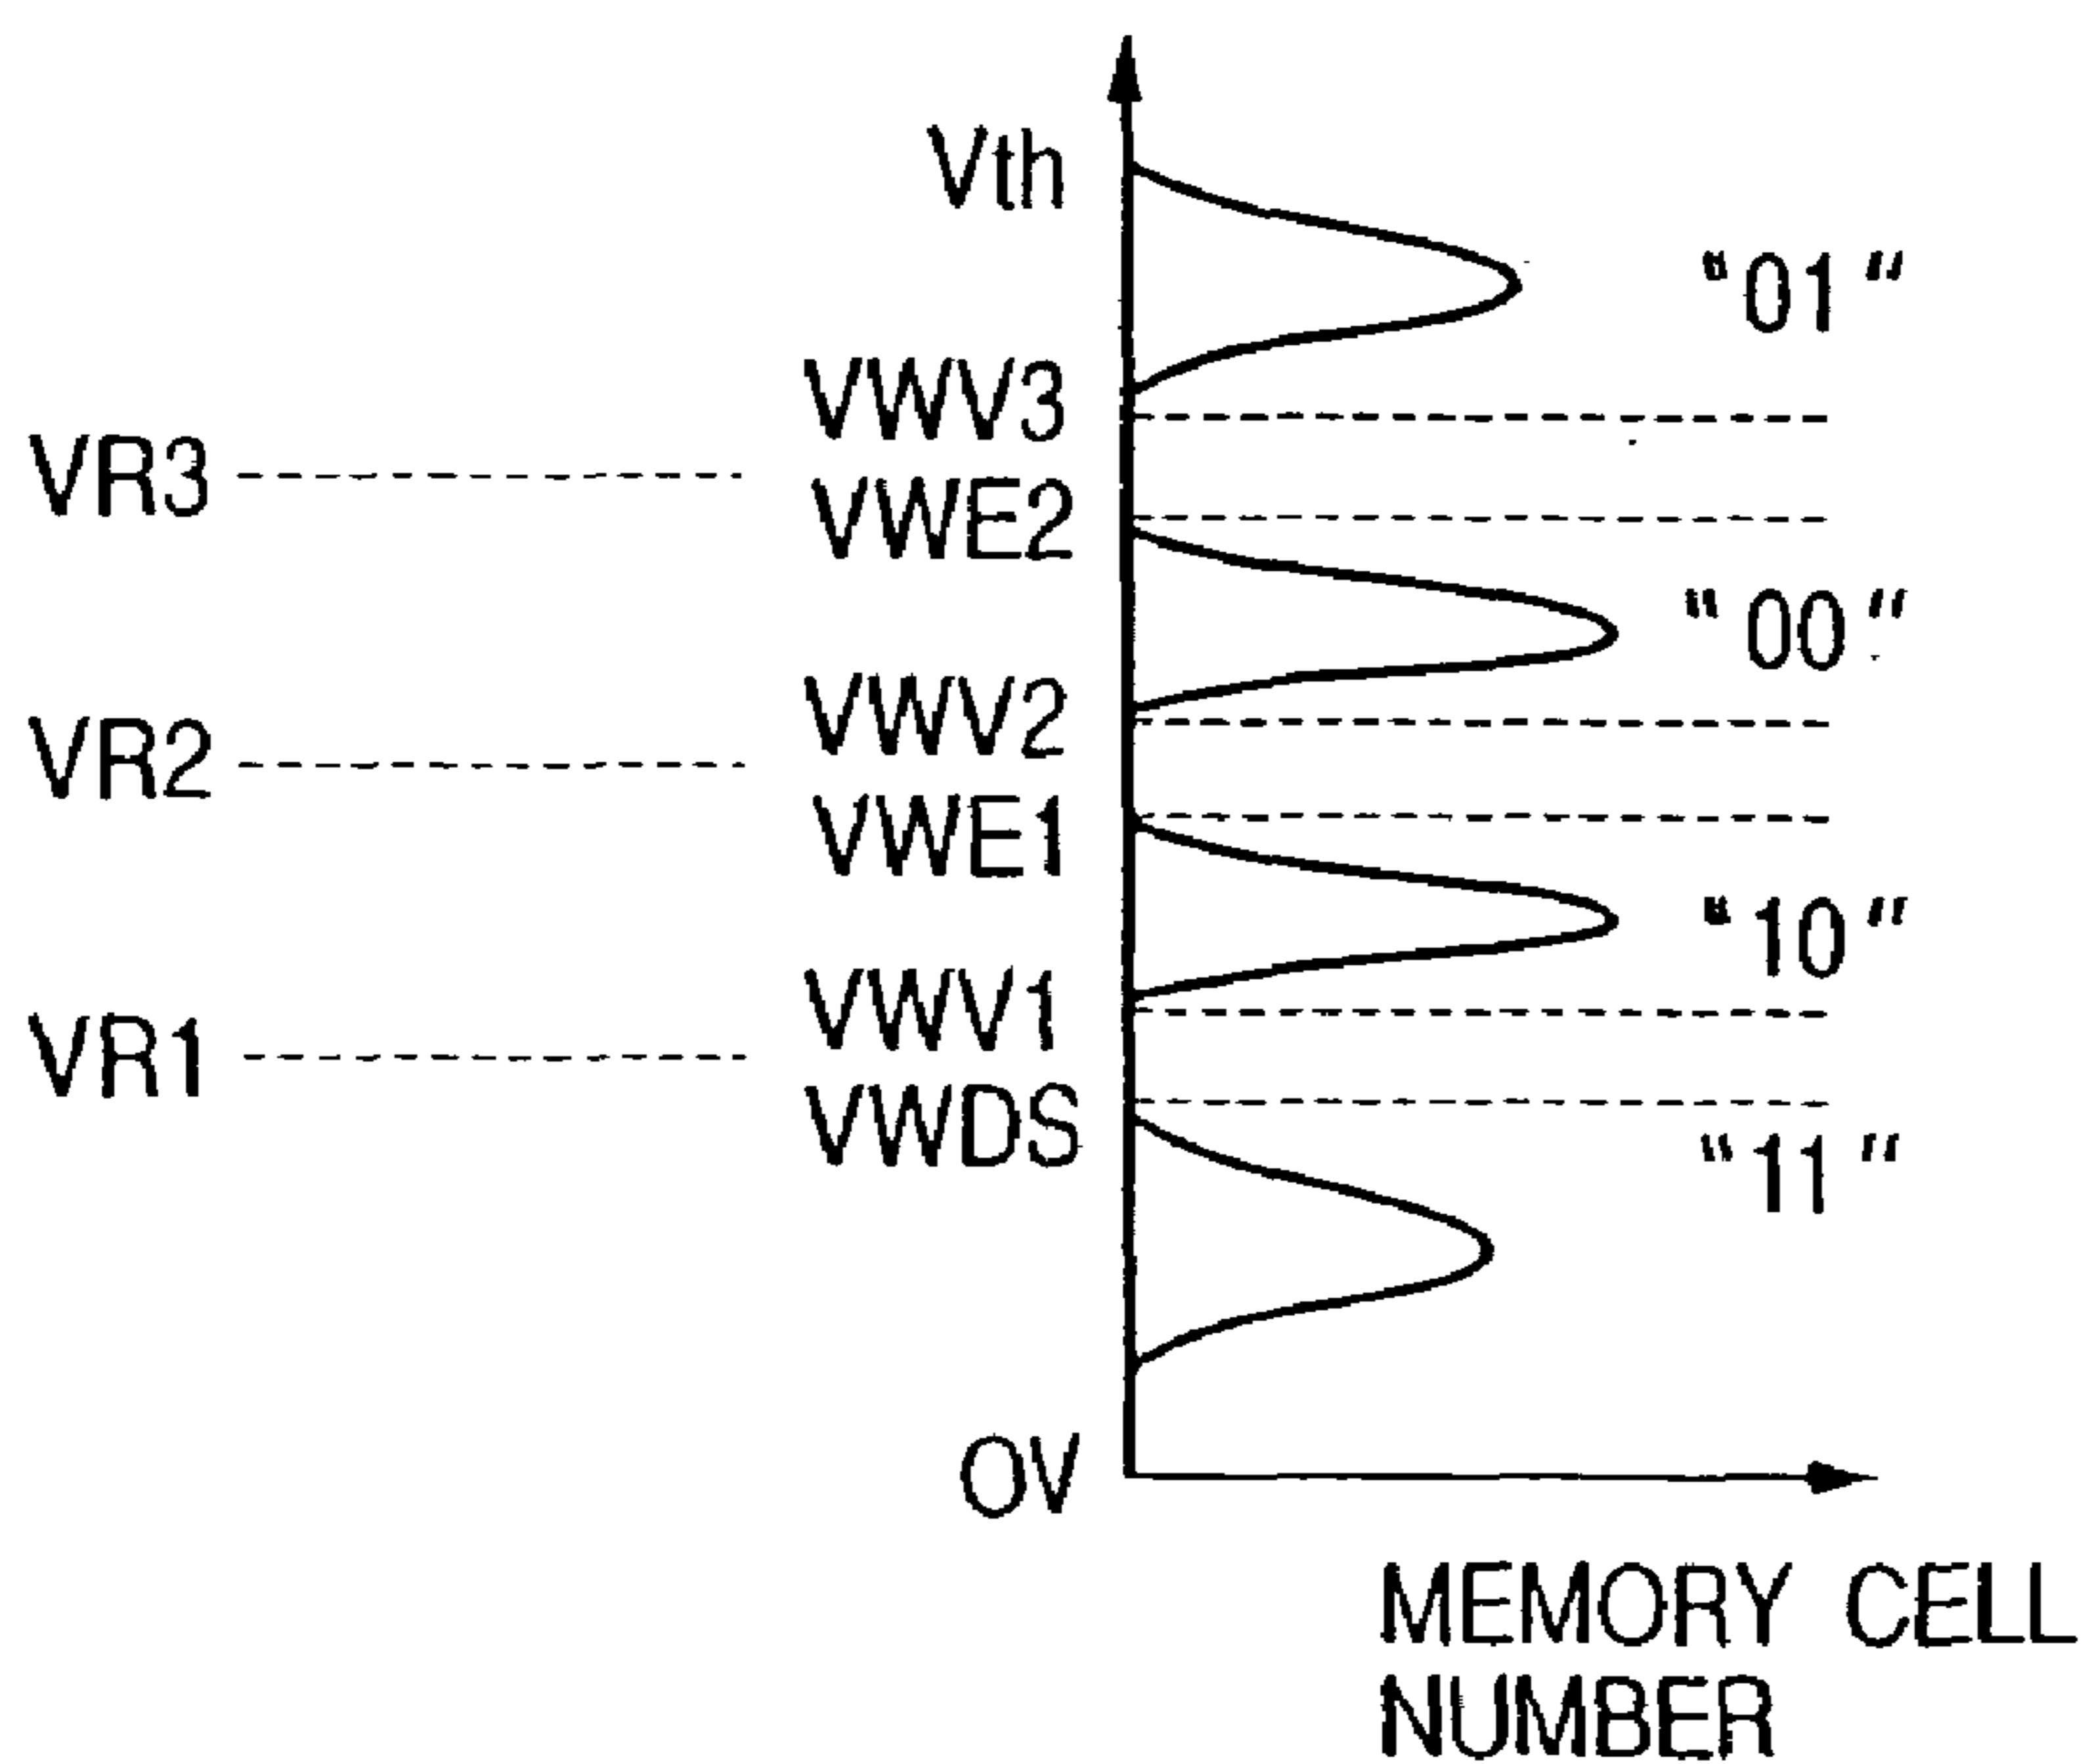 Vth
"01"
VWV3
VR3
VWE2
"00"
VWV2
VR2
VWE1
"10"
VWV1
VR1
VWDS
"11"
0V
MEMORY CELL
NUMBER